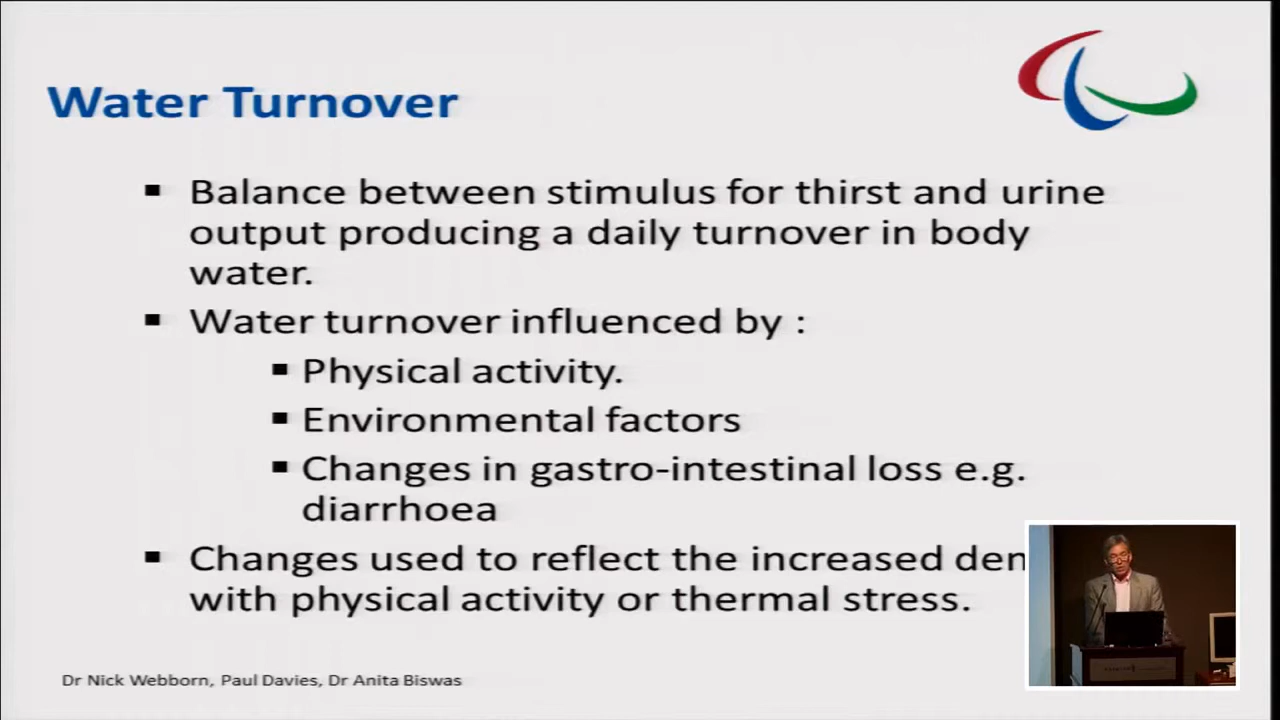 Water Turnover
▪ Balance between stimulus for thirst and urine
output producing a daily turnover in body
water.
▪ Water turnover influenced by :
▪ Physical activity.
▪ Environmental factors
▪ Changes in gastro-intestinal loss e.g.
diarrhoea
▪ Changes used to reflect the increased den
with physical activity or thermal stress.
Dr Nick Webborn, Paul Davies, Dr Anita Biswas